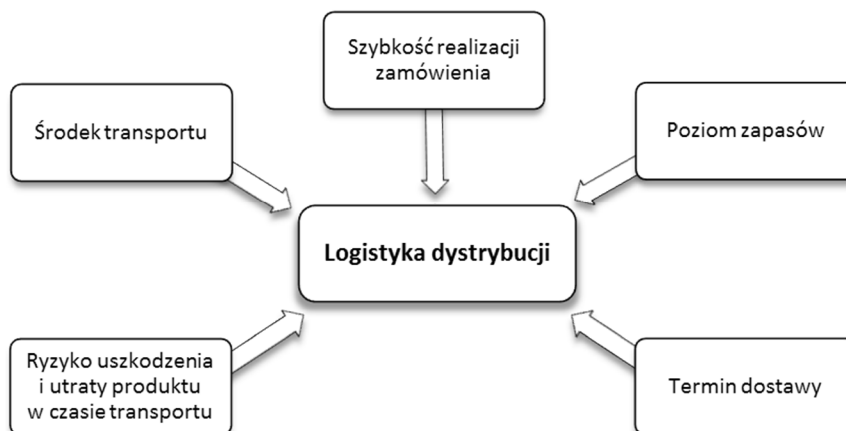 Szybkość realizacji
zamówienia
Środek transportu
Poziom zapasów
Logistyka dystrybucji
Ryzyko uszkodzenia
i utraty produktu
w czasie transportu
Termin dostawy